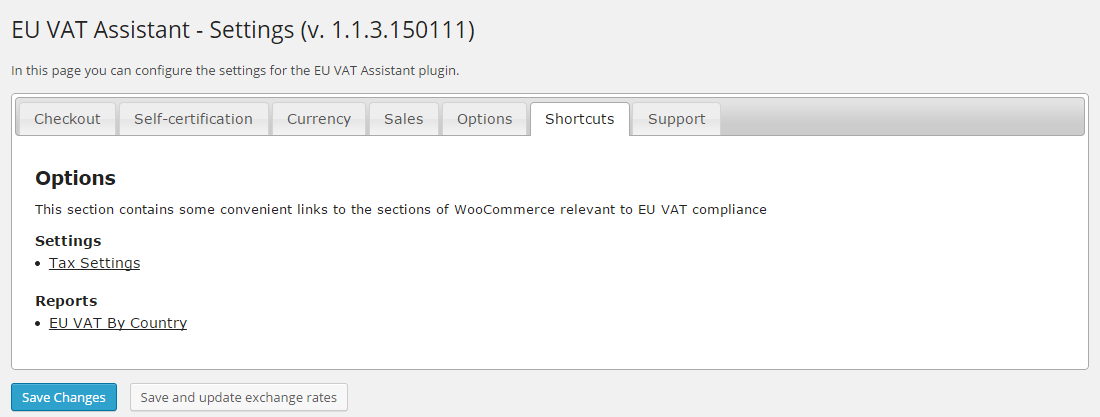 EU VAT Assistant - Settings (v. 1.1.3.150111)
In this page you can configure the settings for the EU VAT Assistant plugin.
Checkout Self-certification Currency Sales Options Shortcuts Support
Options
This section contains some convenient links to the sections of WooCommerce relevant to EU VAT compliance
Settings
• Tax Settings
Reports
• EU VAT By Country
Save Changes Save and update exchange rates